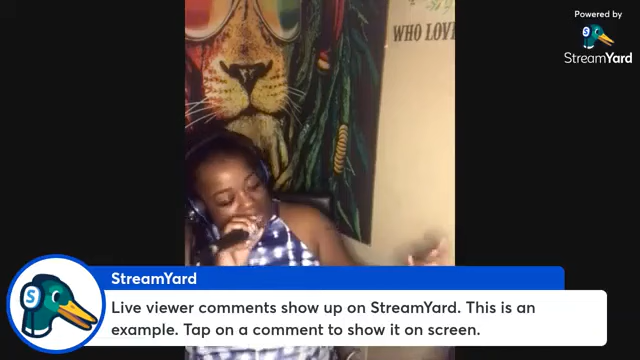 Powered by
StreamYard
WHO
StreamYard
Live viewer comments show up on StreamYard. This is an
example. Tap on a comment to show it on screen.